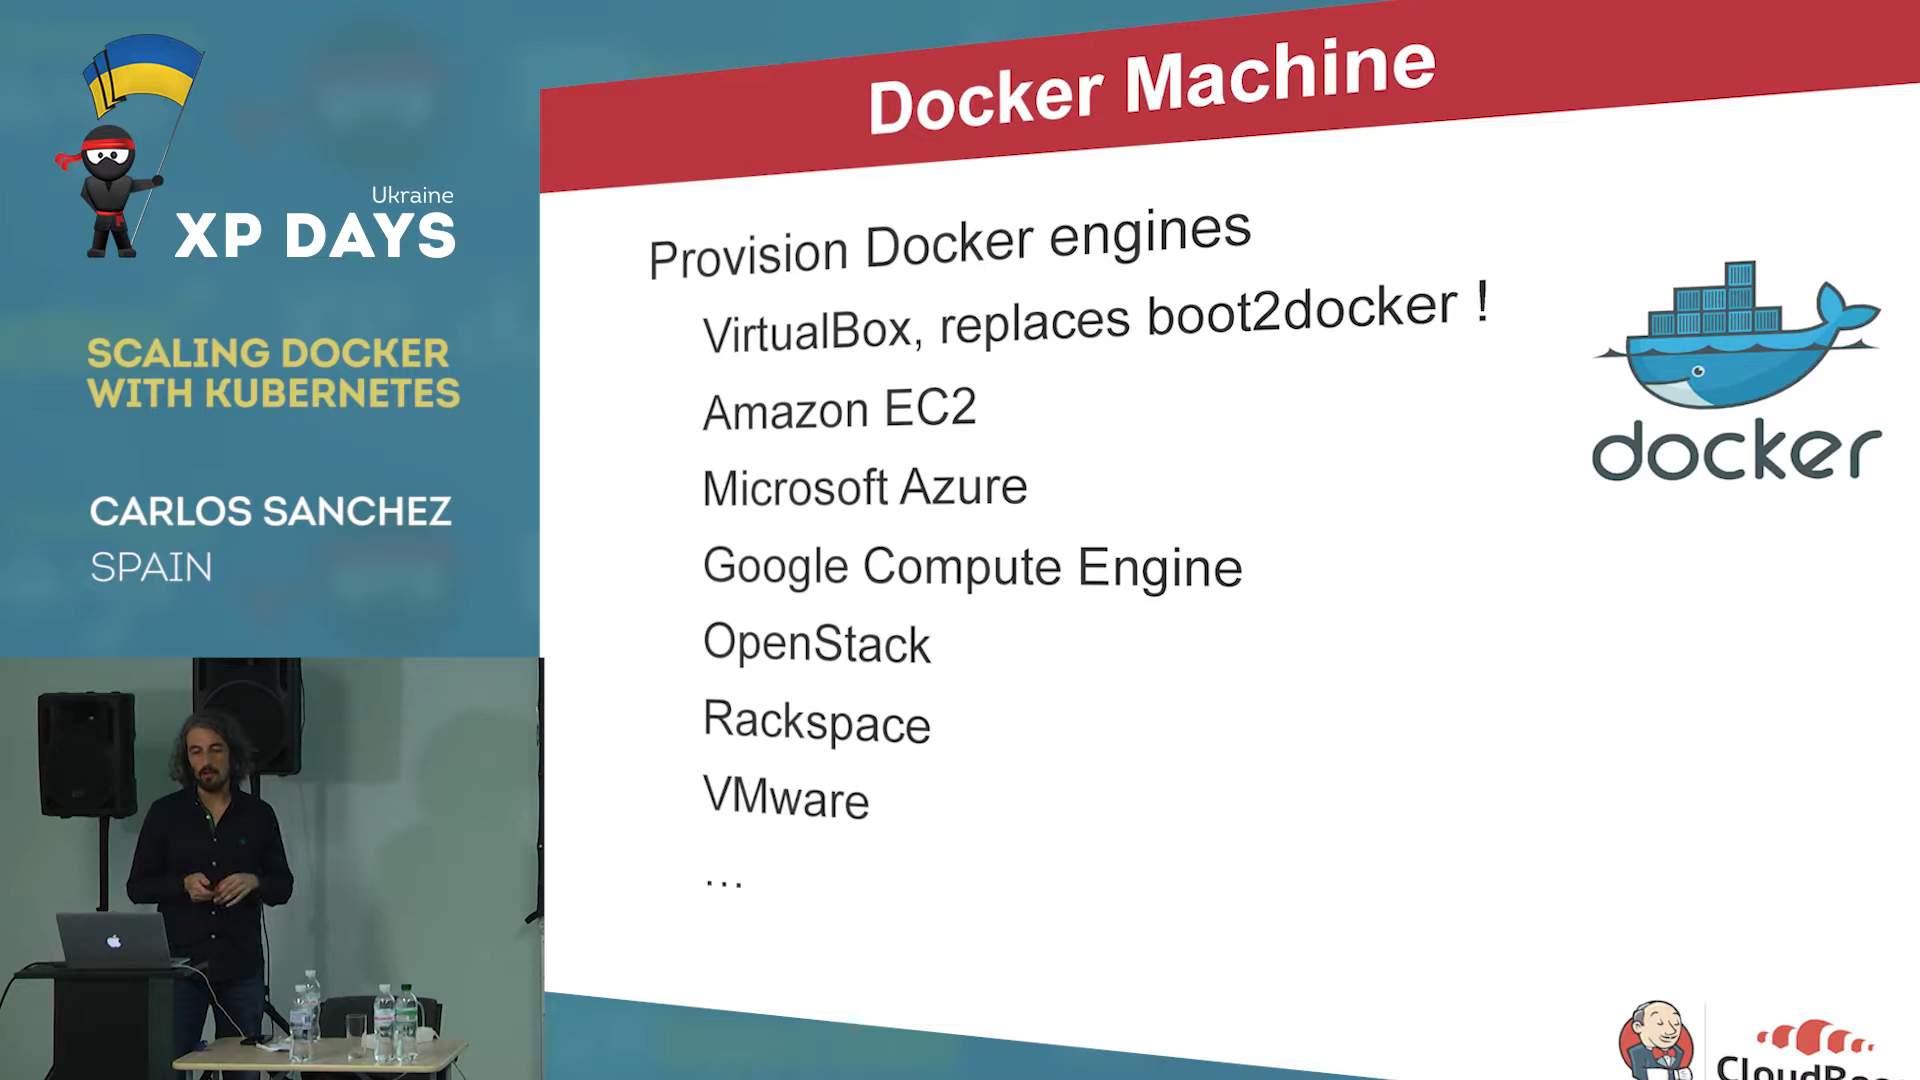 Ukraine
XP DAYS
SCALING DOCKER
WITH KUBERNETES
CARLOS SANCHEZ
SPAIN
Docker Machine
Provision Docker engines
VirtualBox, replaces boot2docker !
Amazon EC2
Microsoft Azure
Google Compute Engine
OpenStack
Rackspace
VMware
...
docker